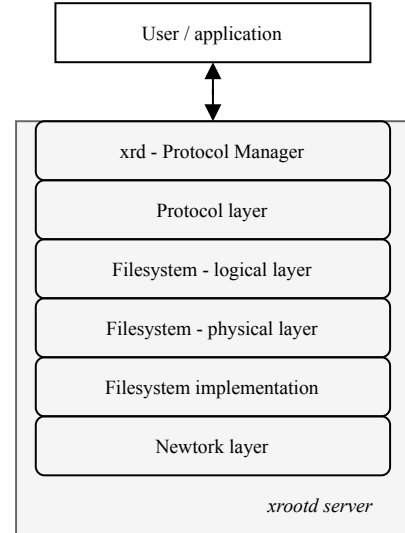 User / application
xrd - Protocol Manager
Protocol layer
Filesystem - logical layer
Filesystem - physical layer
Filesystem implementation
Newtork layer
xrootd server